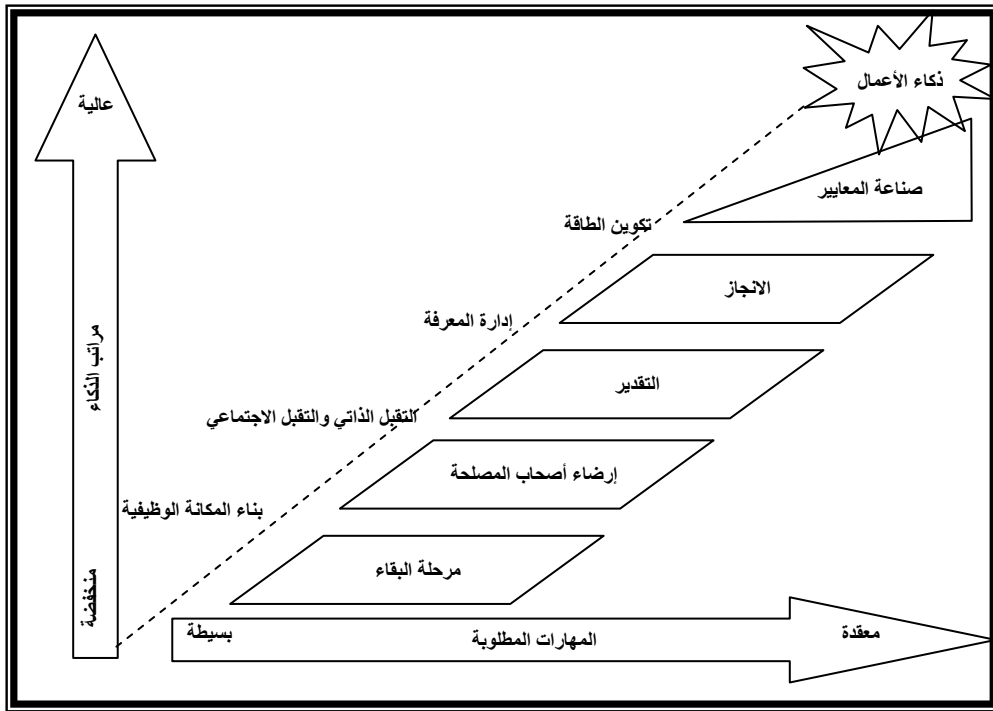 ذكاء الأعمال
عالية
صناعة المعايير
تكوين الطاقة
الانجاز
إدارة المعرفة
مراتب الذكاء
التقدير
التقبل الذاتي والتقبل الاجتماعي
إرضاء أصحاب المصلحة
بناء المكانة الوظيفية
مرحلة البقاء
منخفضة
بسيطة
المهارات المطلوبة
معقدة